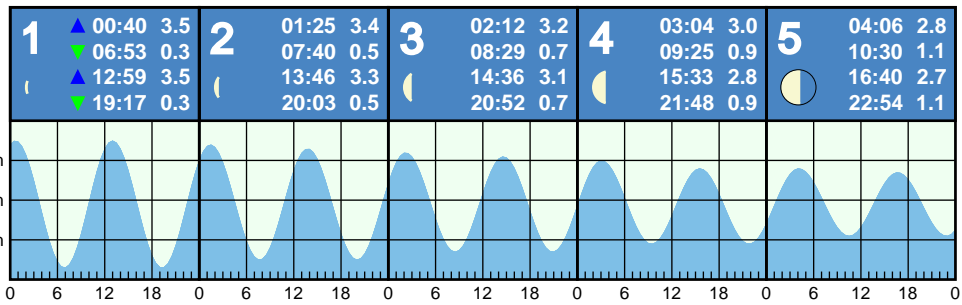 1 ▲ 00:40 3.5
▼ 06:53 0.3
▲ 12:59 3.5
▼ 19:17 0.3
2 01:25 3.4
07:40 0.5
13:46 3.3
20:03 0.5
3 02:12 3.2
08:29 0.7
14:36 3.1
20:52 0.7
4 03:04 3.0
09:25 0.9
15:33 2.8
21:48 0.9
5 04:06 2.8
10:30 1.1
16:40 2.7
22:54 1.1
m
m
m
0 6 12 18 0 6 12 18 0 6 12 18 0 6 12 18 0 6 12 18 0